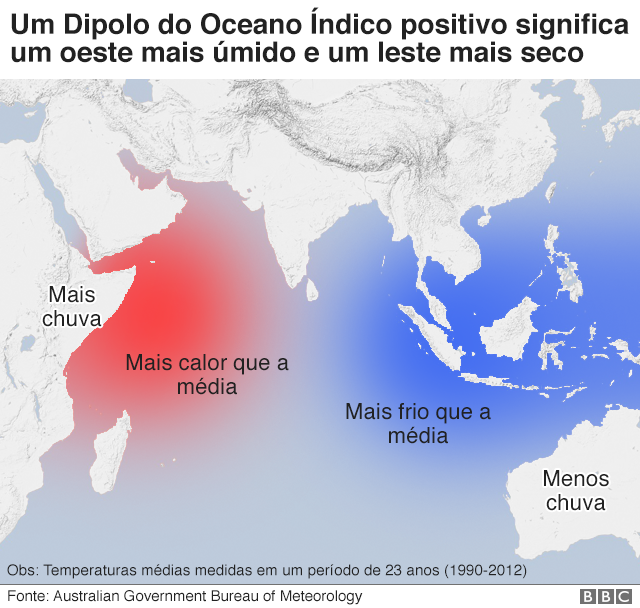 Um Dipolo do Oceano Índico positivo significa
um oeste mais úmido e um leste mais seco
Mais
chuva
Mais calor que a
média
Mais frio que a
média
Menos
chuva
Obs: Temperaturas médias medidas em um período de 23 anos (1990-2012)
Fonte: Australian Government Bureau of Meteorology
BBC